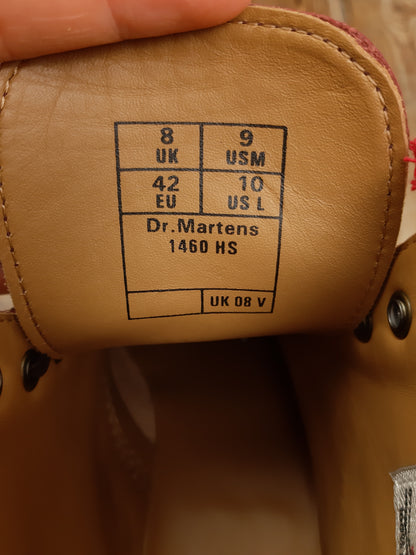 8 9
UK USM
42 10
EU US L
Dr.Martens
1460 HS
UK 08 V